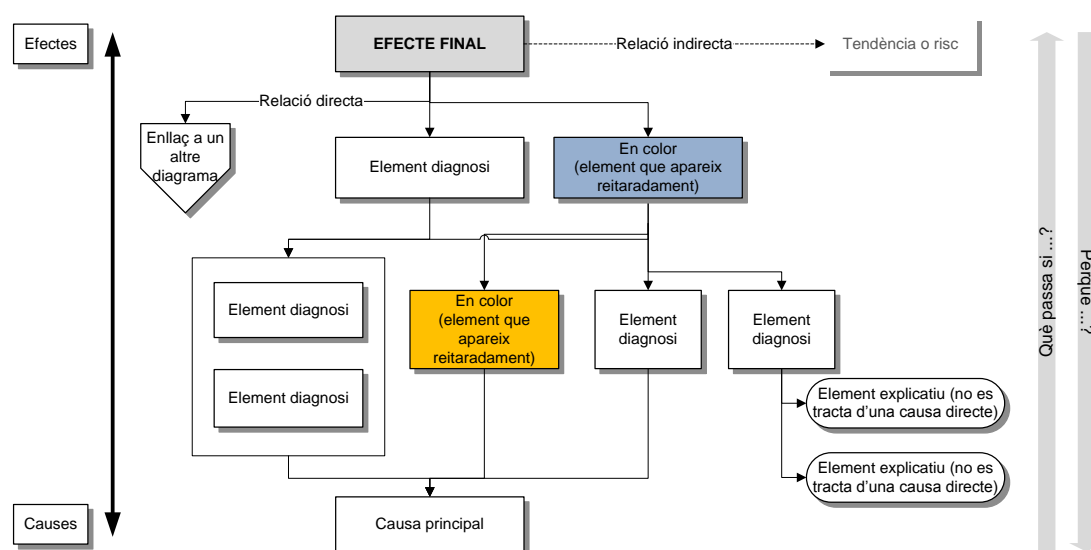 Efectes
EFECTE FINAL
Relació indirecta
Tendència o risc
Relació directa
Enllaç a un
altre
diagrama
Element diagnosi
En color
(element que apareix
reitaradament)
Element diagnosi
Element diagnosi
En color
(element que
apareix
reitaradament)
Element
diagnosi
Element
diagnosi
Element explicatiu (no es
tracta d'una causa directe)
Element explicatiu (no es
tracta d'una causa directe)
Causes
Causa principal
Què passa si ...?
Perquè ...?